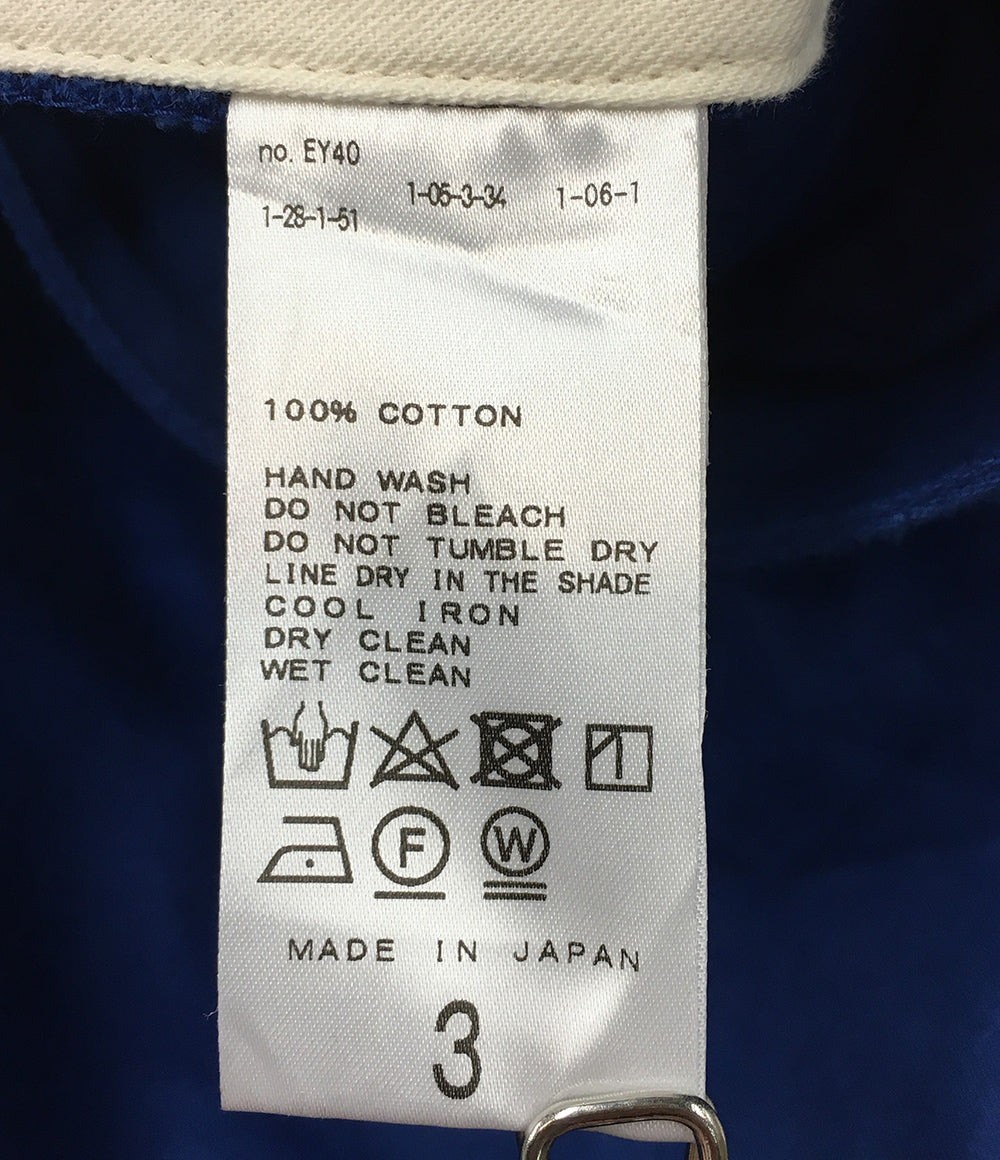 no. EY40
1-05-3-34 1-06-1
1-28-1-51
100% COTTON
HAND WASH
DO NOT BLEACH
DO NOT TUMBLE DRY
LINE DRY IN THE SHADE
COOL IRON
DRY CLEAN
WET CLEAN
F W
MADE IN JAPAN
3